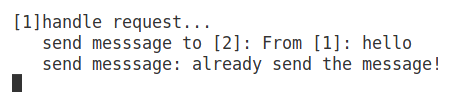 [1]handle request...
send messsage to [2]: From [1]: hello
send messsage: already send the message!